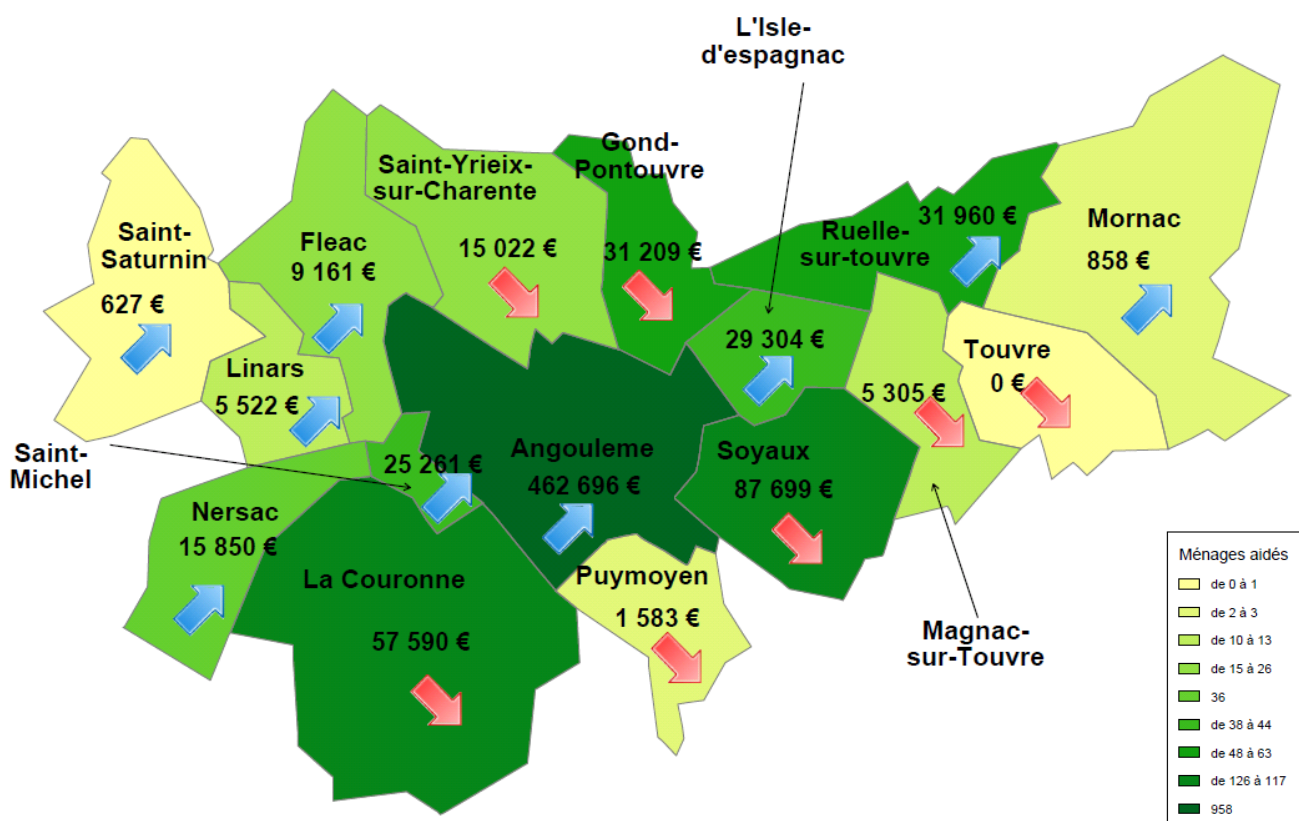 L'Isle-
d'espagnac
Gond-
Pontouvre
Saint-Yrieix-
sur-Charente
15 022 €
31 209 €
31 960 €
Ruelle-
sur-touvre
Mornac
858 €
Saint-
Saturnin
627 €
Fleac
9 161 €
29 304 €
Touvre
0 €
Linars
5 522 €
5 305 €
Saint-
Michel
25 261 €
Angouleme
462 696 €
Soyaux
87 699 €
Nersac
15 850 €
La Couronne
57 590 €
Puymoyen
1 583 €
Magnac-
sur-Touvre
Ménages aidés
de 0 à 1
de 2 à 3
de 10 à 13
de 15 à 26
36
de 38 à 44
de 48 à 63
de 126 à 117
958